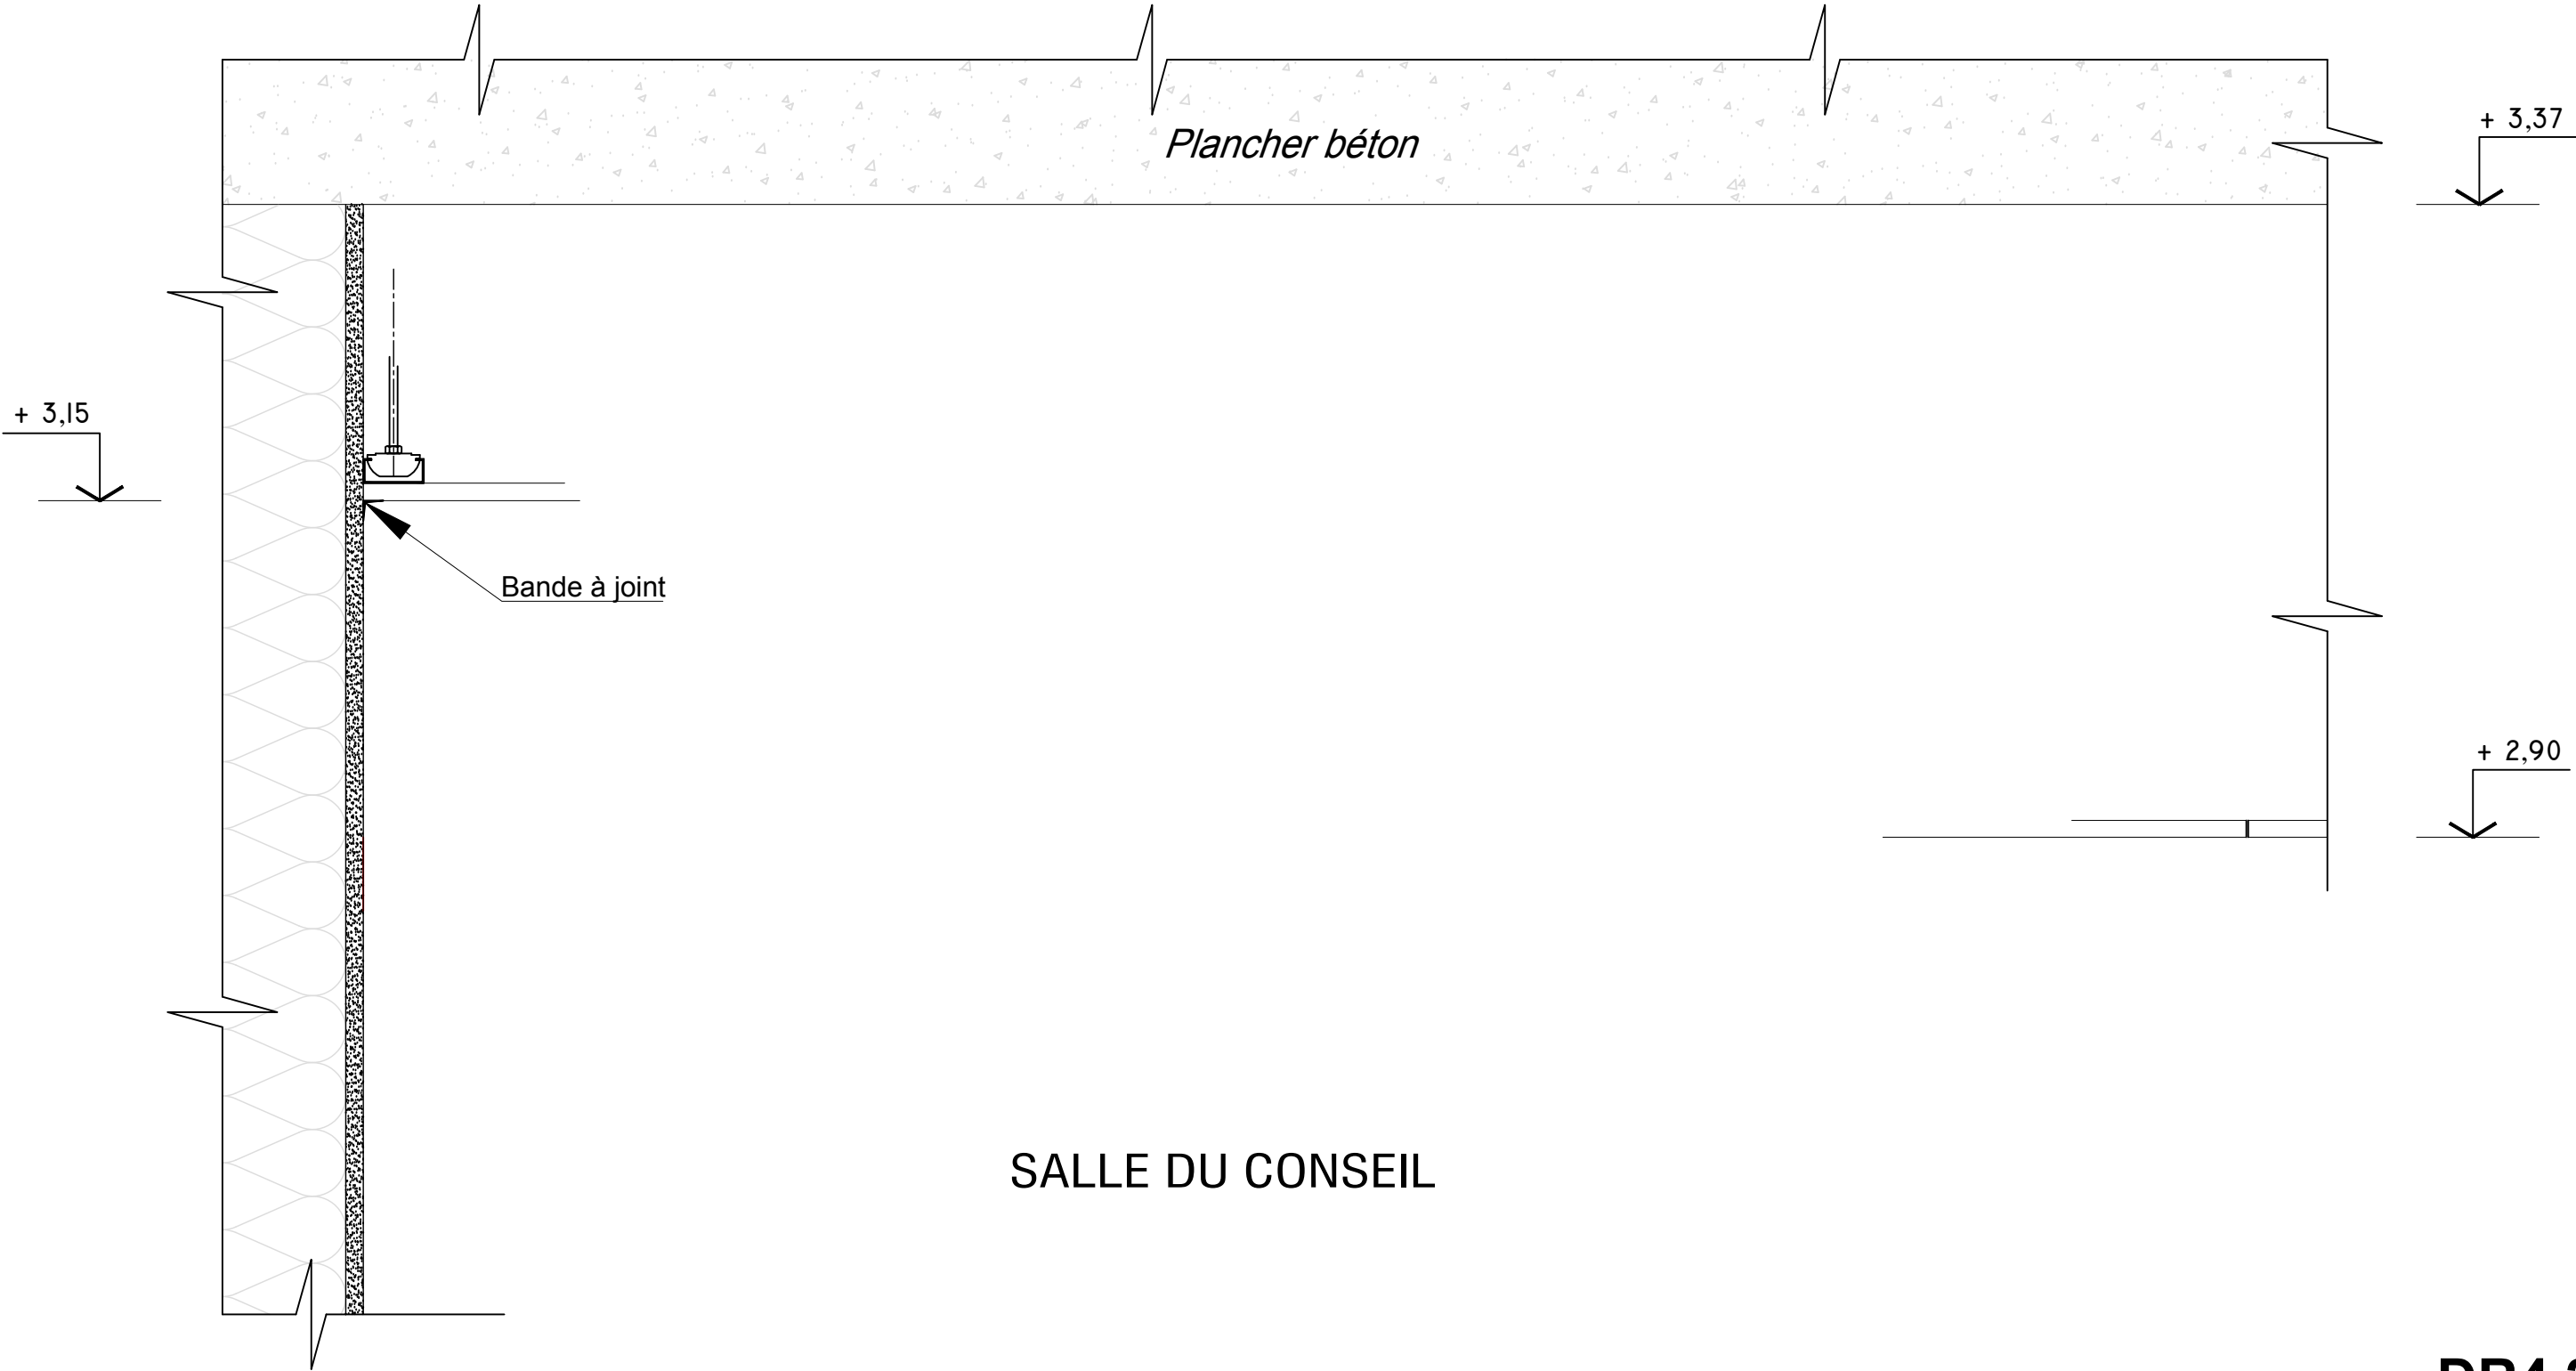 Plancher béton
+ 3,37
+ 3,15
Bande à joint
+ 2,90
SALLE DU CONSEIL